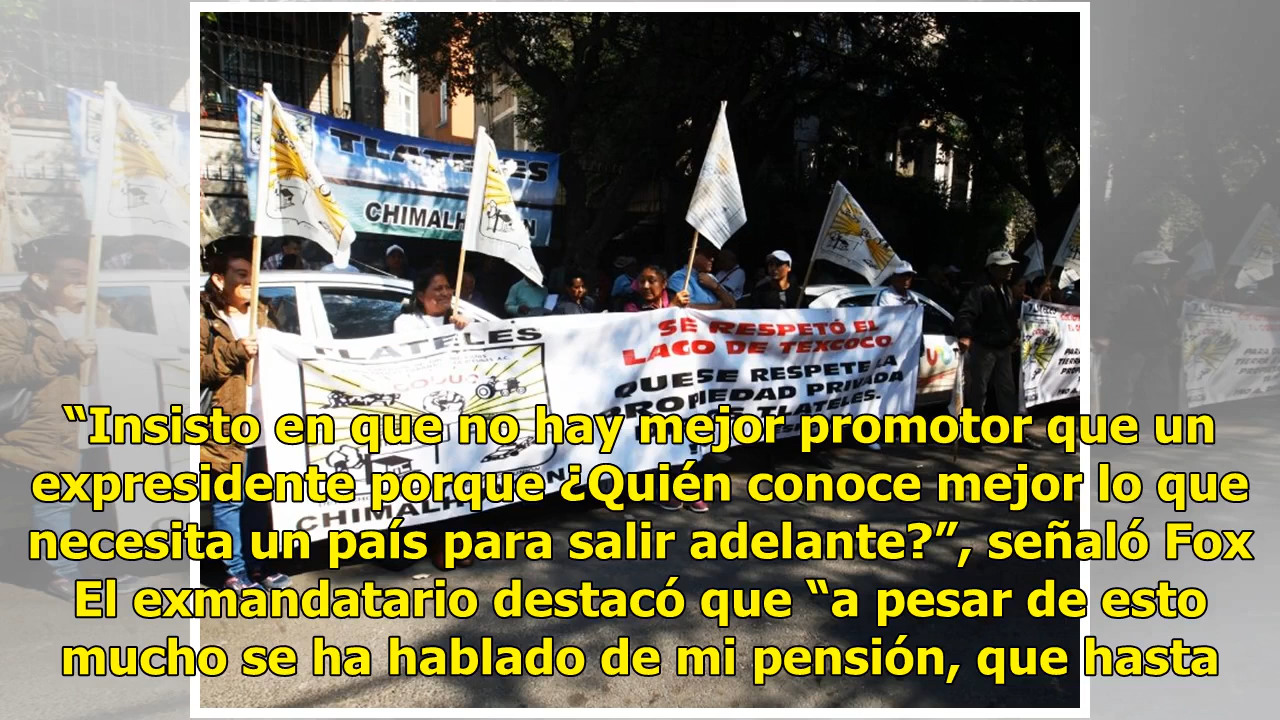 TLATELES
CHIMALH
N
TLATELES
SE RESPETÓ EL
LAGO DE TEXCOCO
QUE SE RESPETE LA
PROPIEDAD PRIVADA
TLATELES.
CHIMALH N
“Insisto en que no hay mejor promotor que un
expresidente porque ¿Quién conoce mejor lo que
necesita un país para salir adelante?”, señaló Fox
El exmandatario destacó que “a pesar de esto
mucho se ha hablado de mi pensión, que hasta